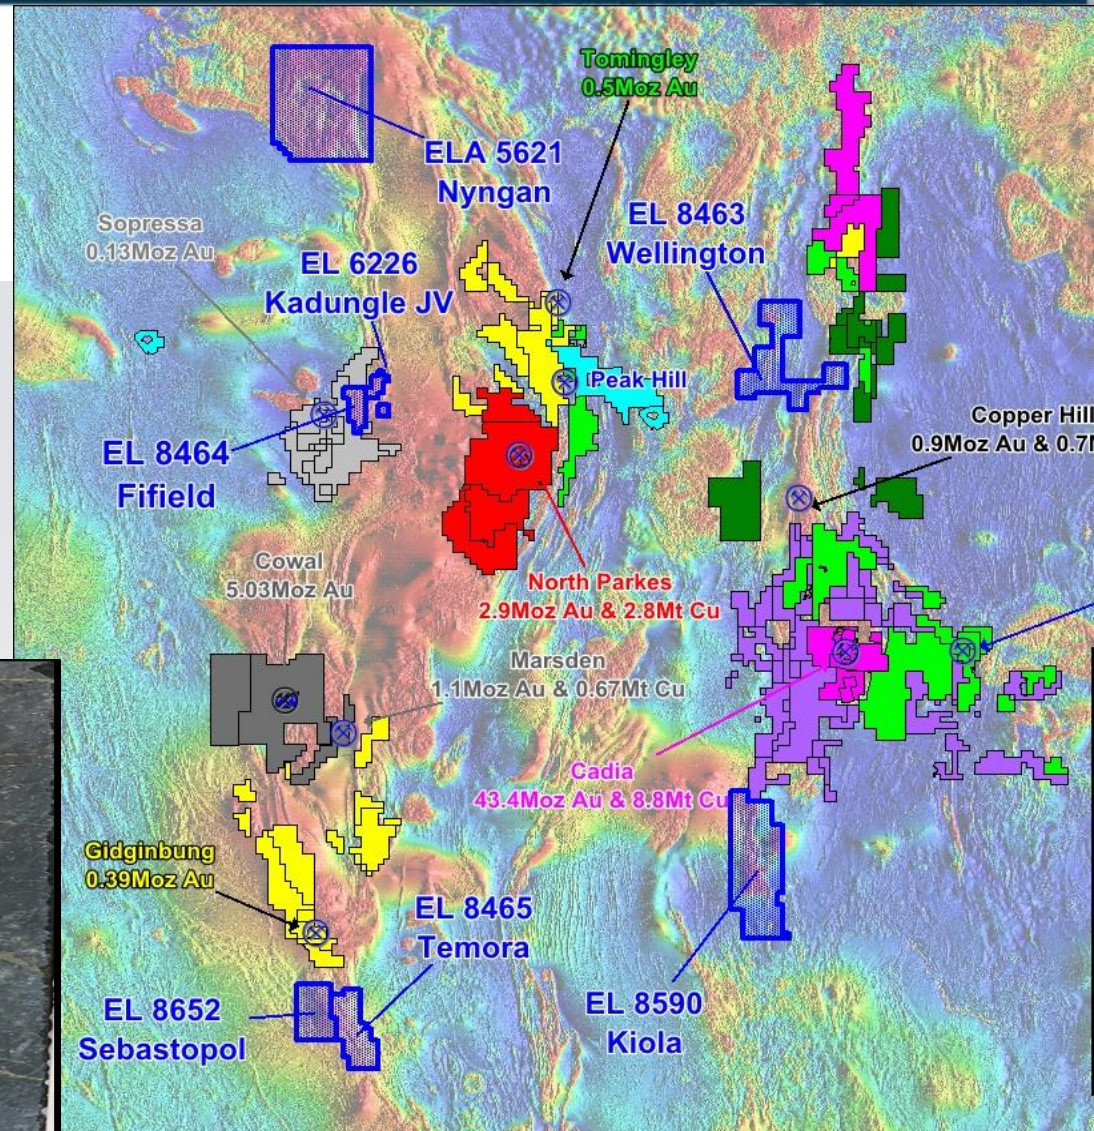 Tomingley
0.5Moz Au
ELA 5621
Nyngan
EL 8463
Wellington
Sopressa
0.13Moz Au
EL 6226
Kadungle JV
Peak Hill
Copper Hill
0.9Moz Au & 0.7
EL 8464
Fifield
Cowal
5.03Moz Au
North Parkes
2.9Moz Au & 2.8Mt Cu
Marsden
1.1Moz Au & 0.67Mt Cu
Cadia
43.4Moz Au & 8.8Mt Cu
Gidginbung
0.39Moz Au
EL 8465
Temora
EL 8652
Sebastopol
EL 8590
Kiola